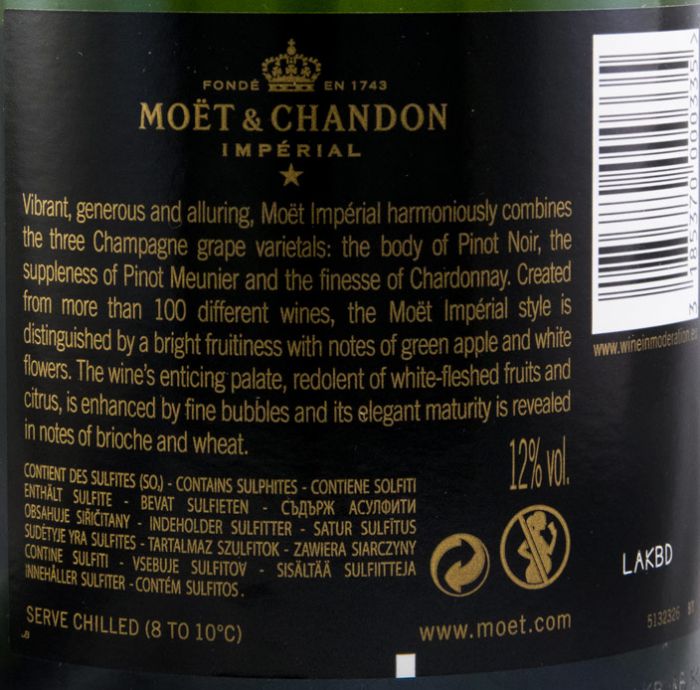 FONDÉ EN 1743
MOËT & CHANDON
IMPÉRIAL
Vibrant, generous and alluring, Moët Impérial harmoniously combines
the three Champagne grape varietals: the body of Pinot Noir, the
suppleness of Pinot Meunier and the finesse of Chardonnay. Created
from more than 100 different wines, the Moët Impérial style is
distinguished by a bright fruitiness with notes of green apple and white
flowers. The wine's enticing palate, redolent of white-fleshed fruits and
citrus, is enhanced by fine bubbles and its elegant maturity is revealed
in notes of brioche and wheat.
12% vol.
CONTIENT DES SULFITES (SO₂) - CONTAINS SULPHITES - CONTIENE SOLFITI
ENTHÄLT SULFITE - BEVAT SULFIETEN - СЪДЪРЖ АСУЛФИТИ
OBSAHUJE SIŘIČITANY - INDEHOLDER SULFITTER - SATUR SULFĪTUS
SUDĖTYJE YRA SULFITES - TARTALMAZ SZULFITOK - ZAWIERA SIARCZYNY
CONTINE SULFITI - VSEBUJE SULFITOV - SISÄLTÄÄ SULFIITTEJA
INNEHÅLLER SULFITER - CONTÉM SULFITOS.
SERVE CHILLED (8 TO 10°C)
www.moet.com
www.wineinmoderation.eu
LAKBD
5132326